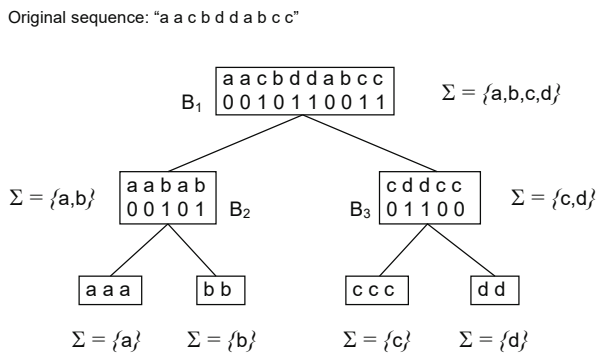 Original sequence: “a a c b d d a b c c”
a a c b d d a b c c
B1 0 0 1 0 1 1 0 0 1 1
Σ = {a,b,c,d}
Σ = {a,b}
a a b a b
0 0 1 0 1 B2
c d d c c
B3 0 1 1 0 0
Σ = {c,d}
a a a
b b
c c c
d d
Σ = {a}
Σ = {b}
Σ = {c}
Σ = {d}